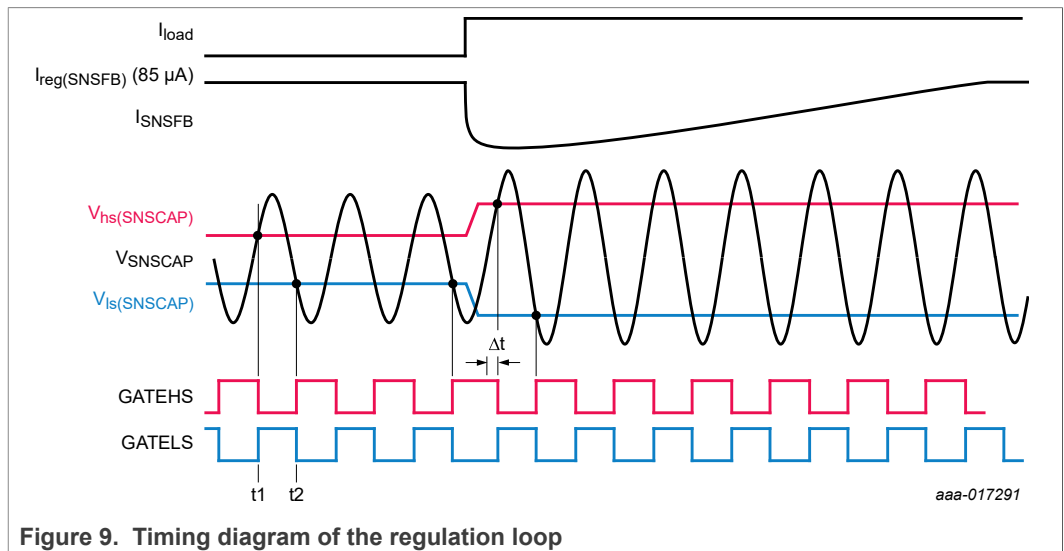 Iload
Ireg(SNSFB) (85 µA)
ISNSFB
Vhs(SNSCAP)
VSNSCAP
Vls(SNSCAP)
Δt
GATEHS
GATELS
t1 t2
aaa-017291
Figure 9. Timing diagram of the regulation loop